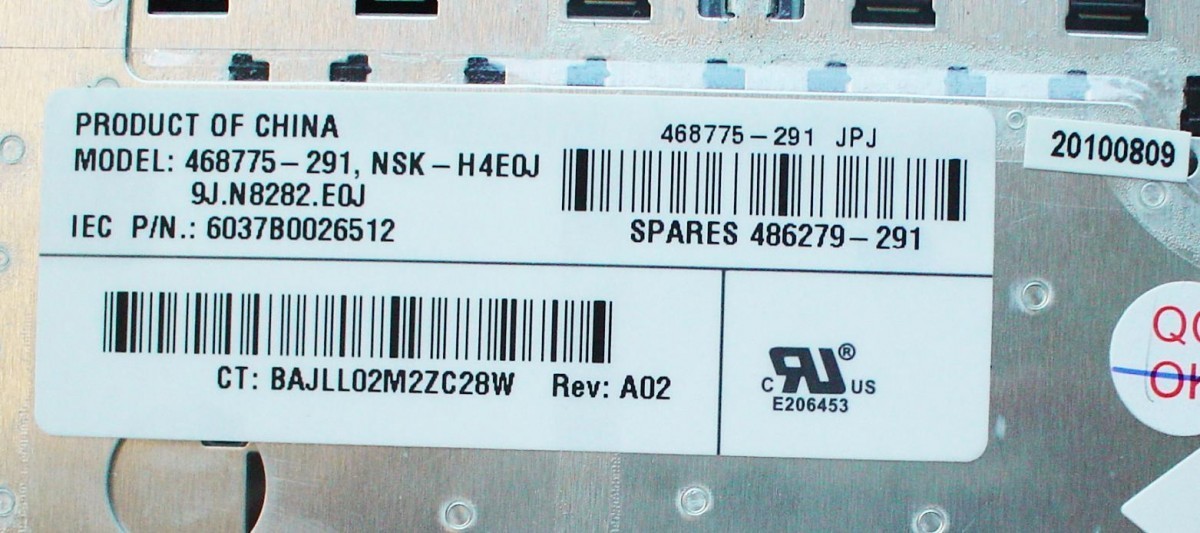 PRODUCT OF CHINA
MODEL: 468775-291, NSK-H4E0J
9J.N8282.E0J
IEC P/N.: 6037B0026512
468775-291 JPJ
SPARES 486279-291
20100809
CT: BAJLL02M2ZC28W Rev: A02
C RU® US
E206453